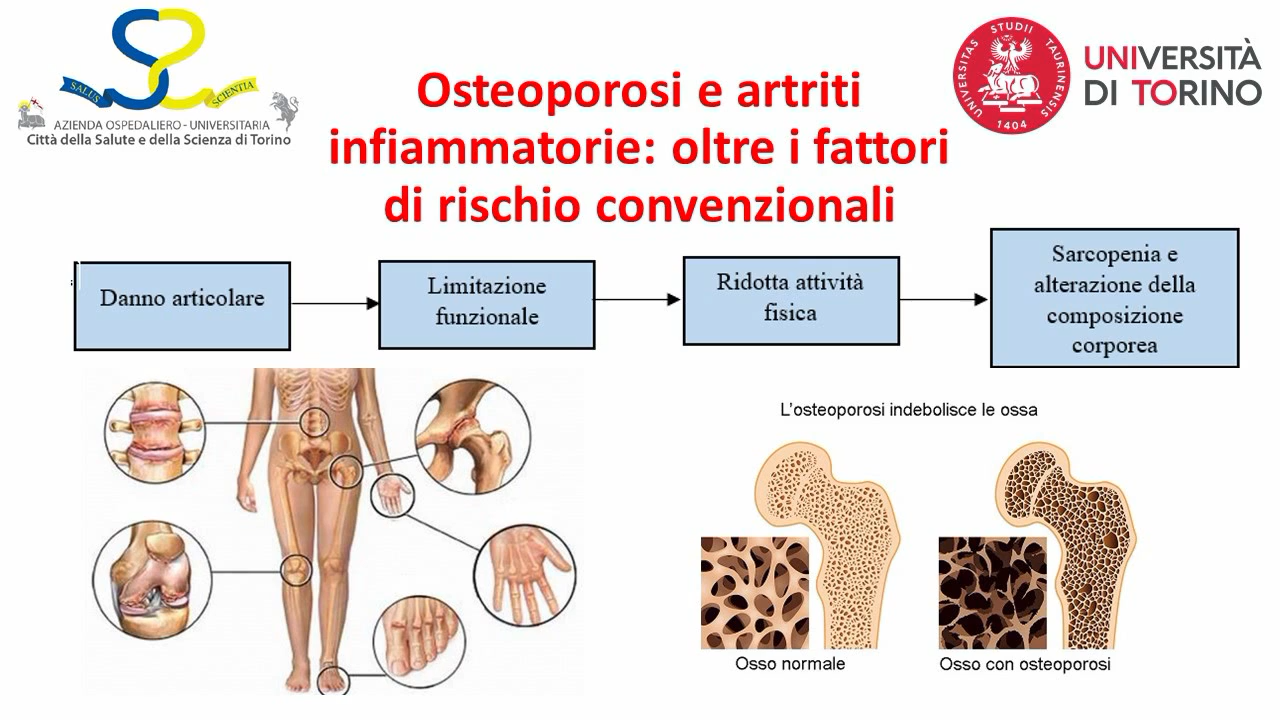 SALUS
SCIENTIA
AZIENDA OSPEDALIERO - UNIVERSITARIA
Città della Salute e della Scienza di Torino
Osteoporosi e artriti
infiammatorie: oltre i fattori
di rischio convenzionali
UNIVERSITAS STUDII TAURINENSIS
1404
UNIVERSITÀ
DI TORINO
Danno articolare
Limitazione
funzionale
Ridotta attività
fisica
Sarcopenia e
alterazione della
composizione
corporea
L'osteoporosi indebolisce le ossa
Osso normale
Osso con osteoporosi